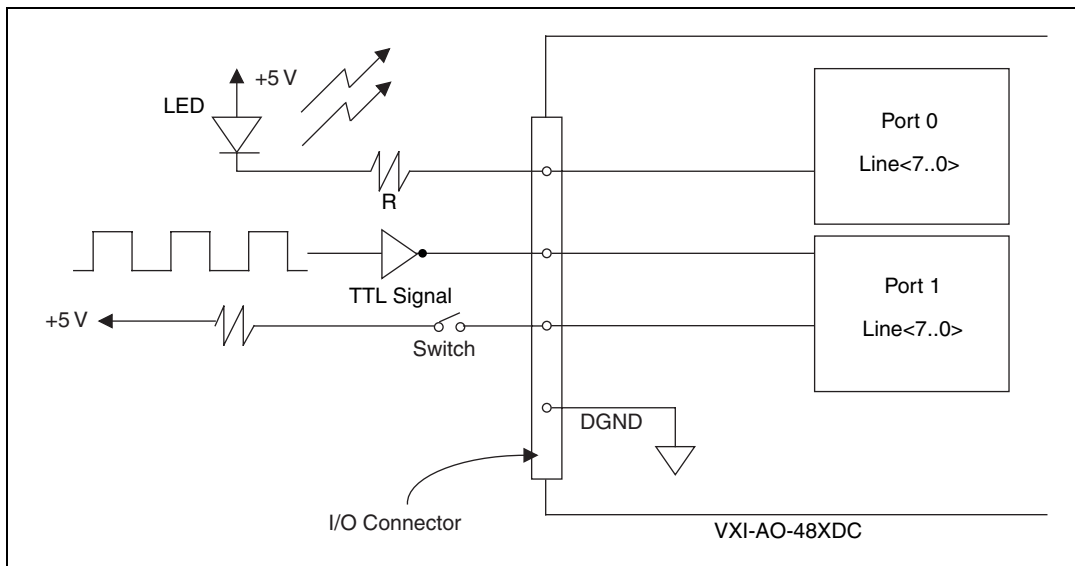 +5 V
LED
Port 0
Line<7..0>
R
TTL Signal
Port 1
Line<7..0>
+5 V
Switch
DGND
I/O Connector
VXI-AO-48XDC